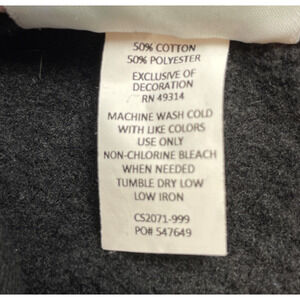 50% COTTON
50% POLYESTER
EXCLUSIVE OF
DECORATION
RN 49314
MACHINE WASH COLD
WITH LIKE COLORS
USE ONLY
NON-CHLORINE BLEACH
WHEN NEEDED
TUMBLE DRY LOW
LOW IRON
CS2071-999
PO# 547649